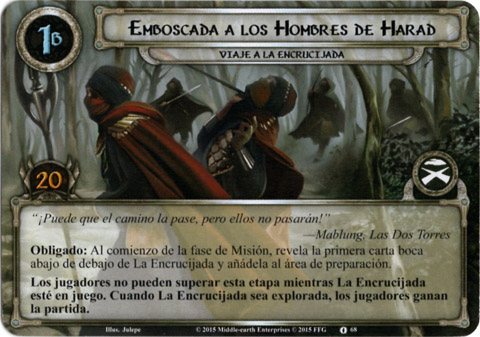 1B
Emboscada a los Hombres de Harad
Viaje a la Encrucijada
20
“¡Puede que el camino la pase, pero ellos no pasarán!”
—Mablung, Las Dos Torres
Obligado: Al comienzo de la fase de Misión, revela la primera carta boca
abajo de debajo de La Encrucijada y añádela al área de preparación.
Los jugadores no pueden superar esta etapa mientras La Encrucijada
esté en juego. Cuando La Encrucijada sea explorada, los jugadores ganan
la partida.
Illus. Julepe
© 2015 Middle-earth Enterprises © 2015 FFG
68